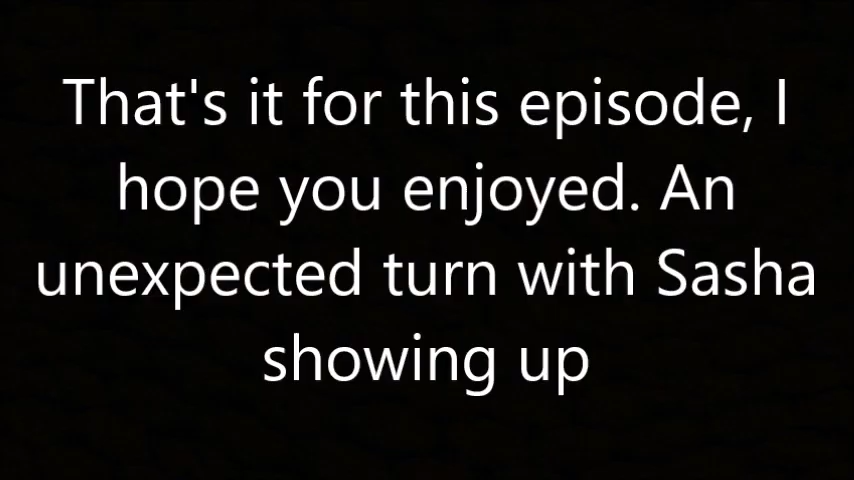 That's it for this episode, I
hope you enjoyed. An
unexpected turn with Sasha
showing up